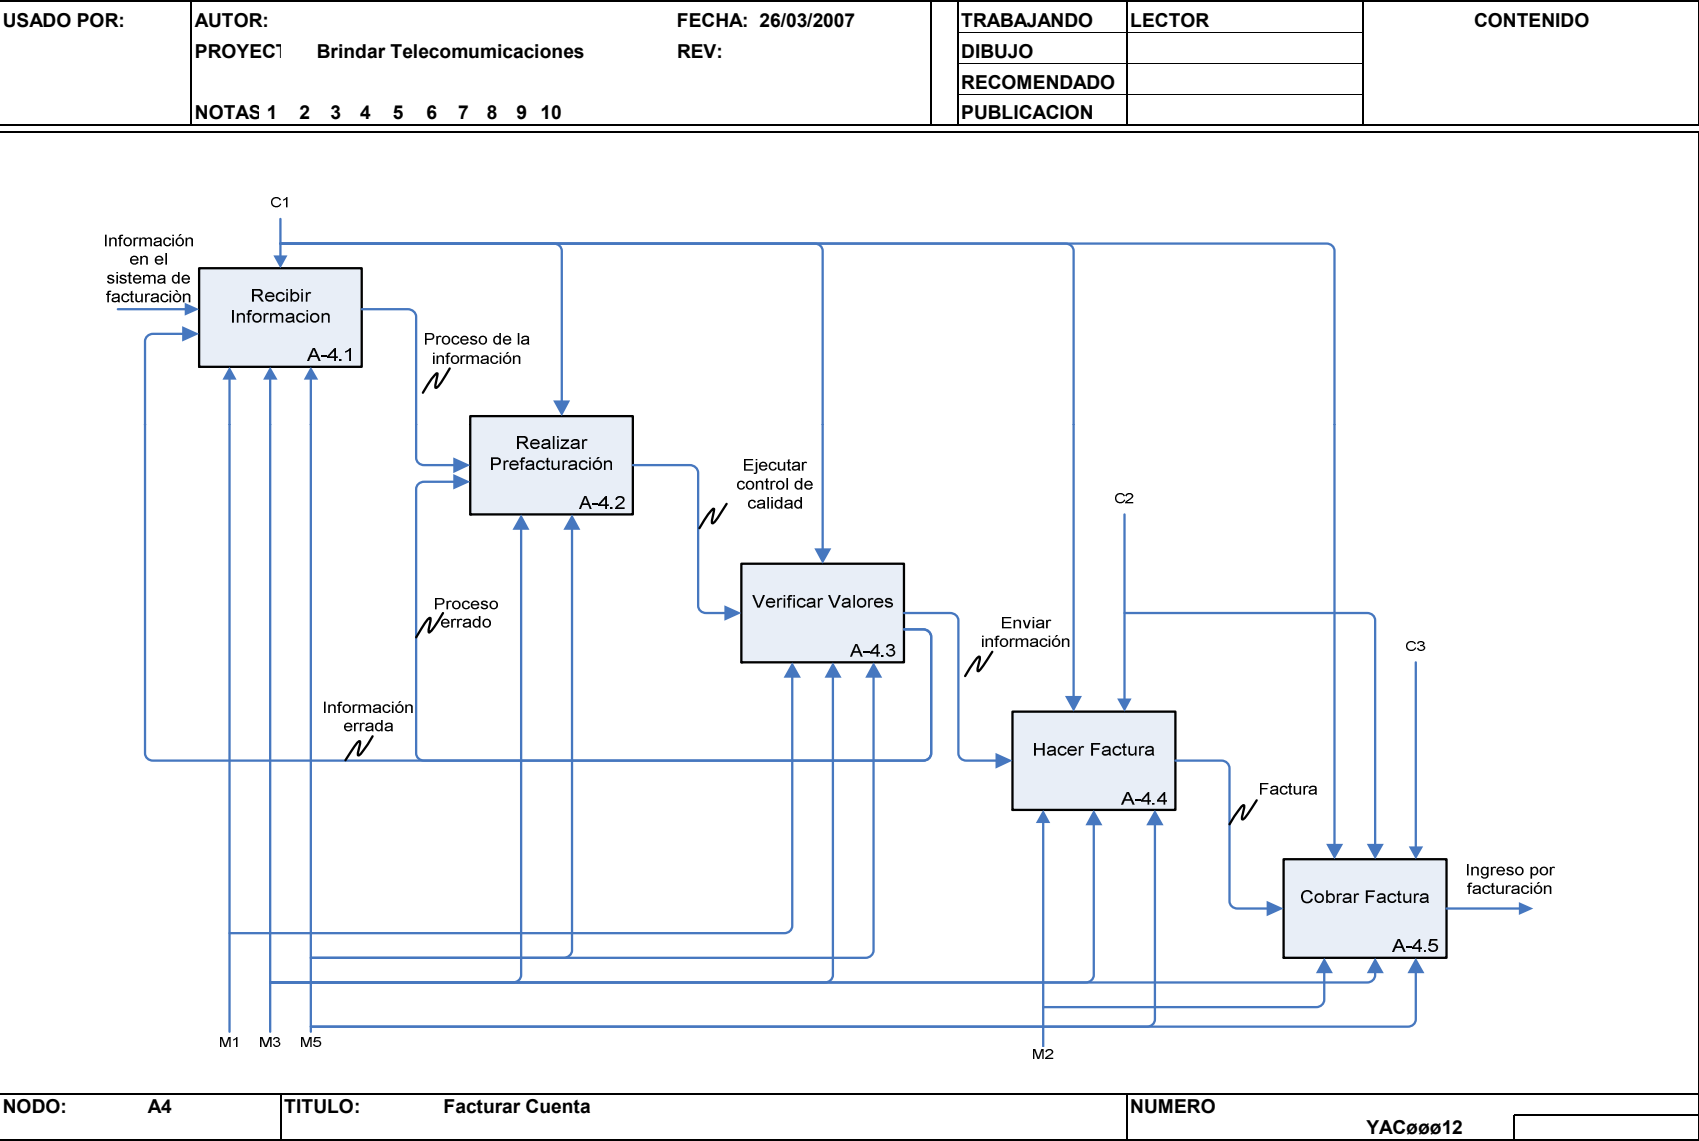 USADO POR:
AUTOR:
FECHA: 26/03/2007
TRABAJANDO
LECTOR
CONTENIDO
PROYECT
Brindar Telecomumicaciones
REV:
DIBUJO
RECOMENDADO
NOTAS 1 2 3 4 5 6 7 8 9 10
PUBLICACION
C1
Información
en el
sistema de
facturaciòn
Recibir
Informacion
A-4.1
Proceso de la
información
Realizar
Prefacturación
A-4.2
Ejecutar
control de
calidad
C2
Verificar Valores
A-4.3
Proceso
errado
Enviar
información
C3
Información
errada
Hacer Factura
A-4.4
Factura
Cobrar Factura
A-4.5
Ingreso por
facturación
M1
M3
M5
M2
NODO:
A4
TITULO:
Facturar Cuenta
NUMERO
YACøøø12